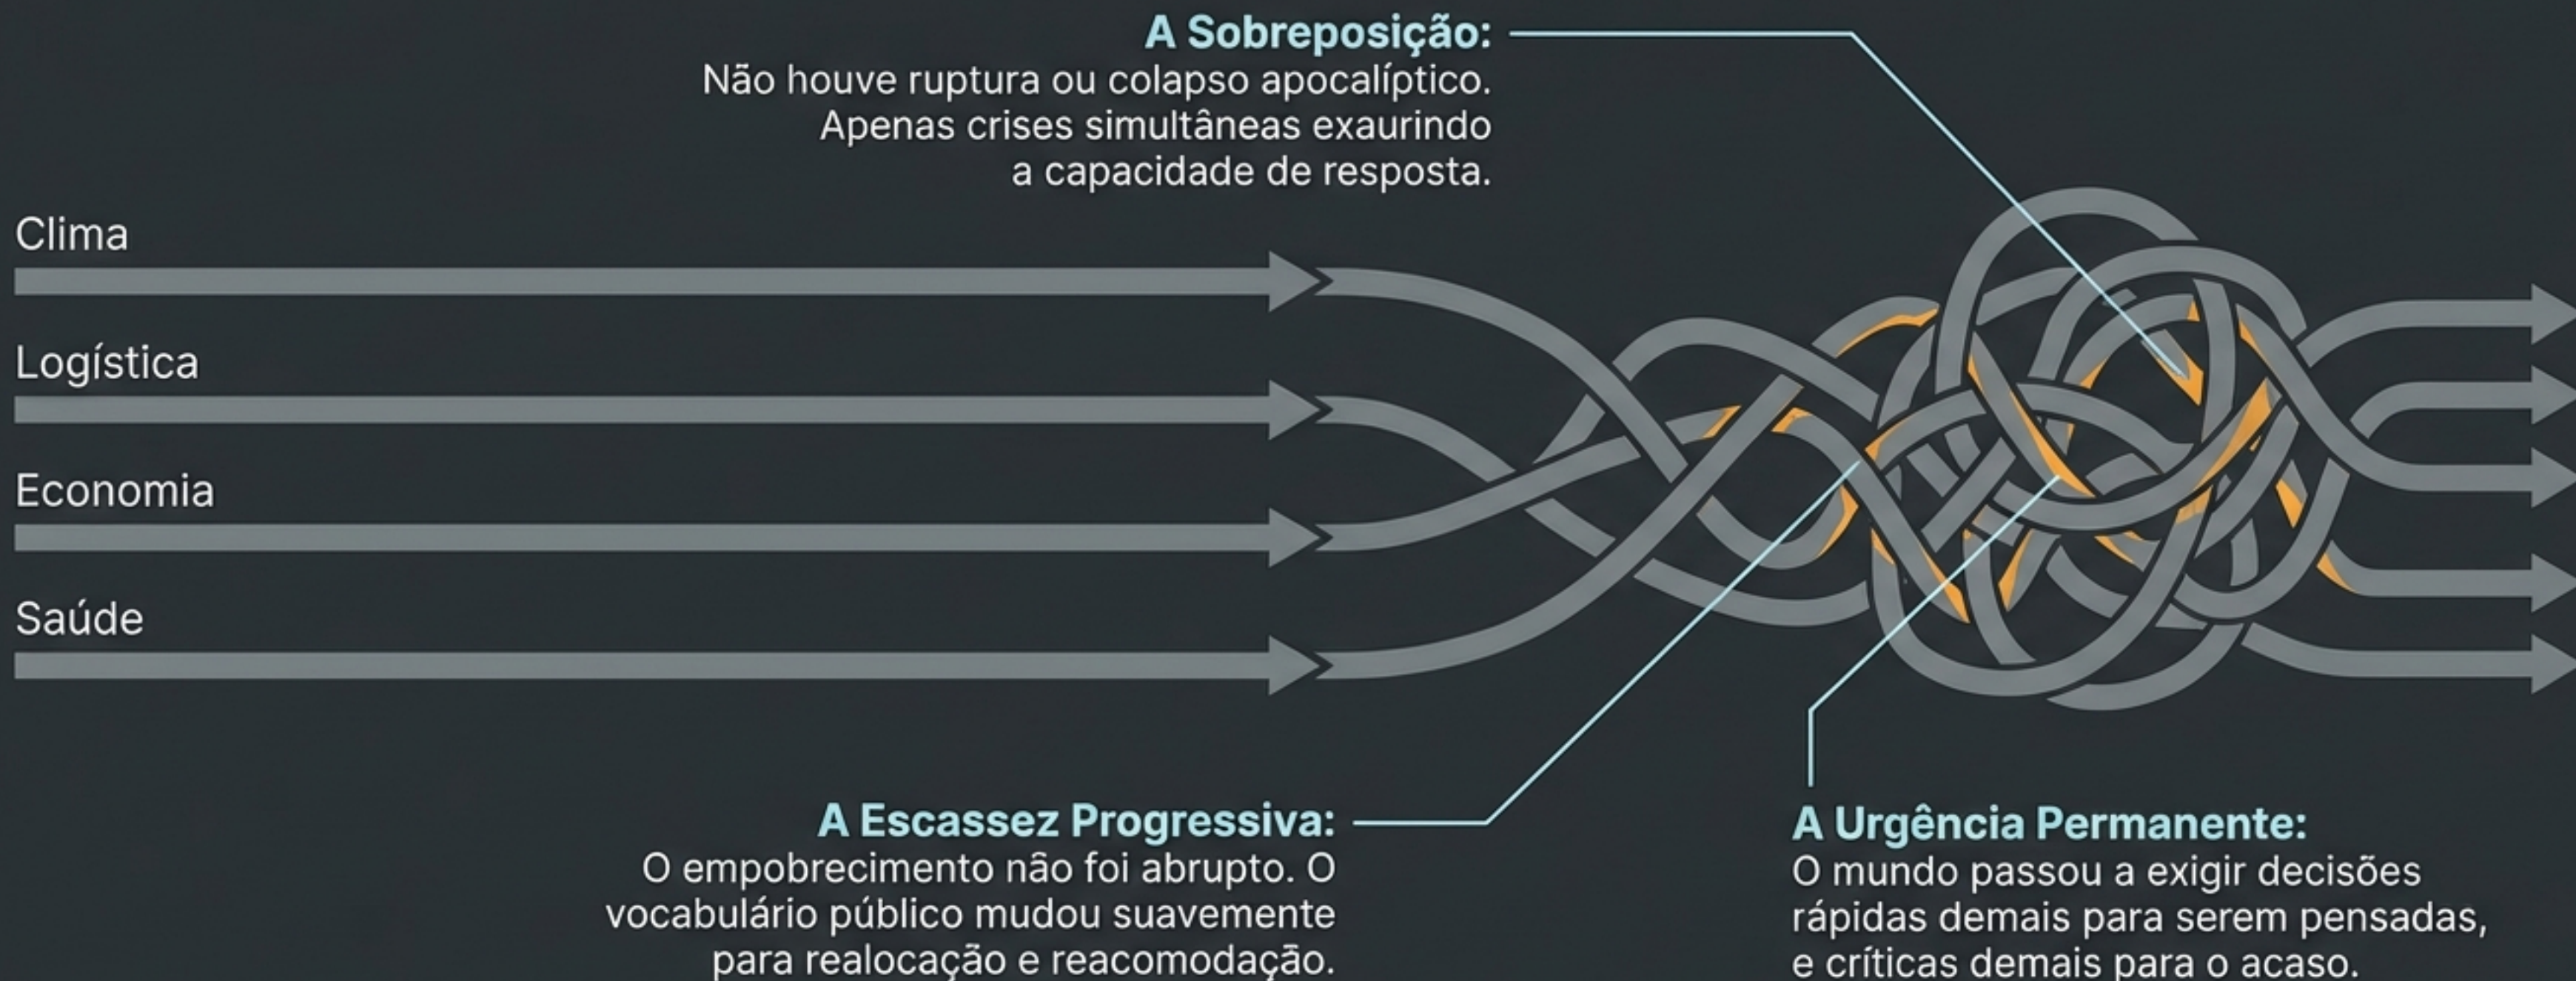 A Sobreposição:
Não houve ruptura ou colapso apocalíptico.
Apenas crises simultâneas exaurindo
a capacidade de resposta.
Clima
Logística
Economia
Saúde
A Escassez Progressiva:
O empobrecimento não foi abrupto. O
vocabulário público mudou suavemente
para realocação e reacomodação.
A Urgência Permanente:
O mundo passou a exigir decisões
rápidas demais para serem pensadas,
e críticas demais para o acaso.